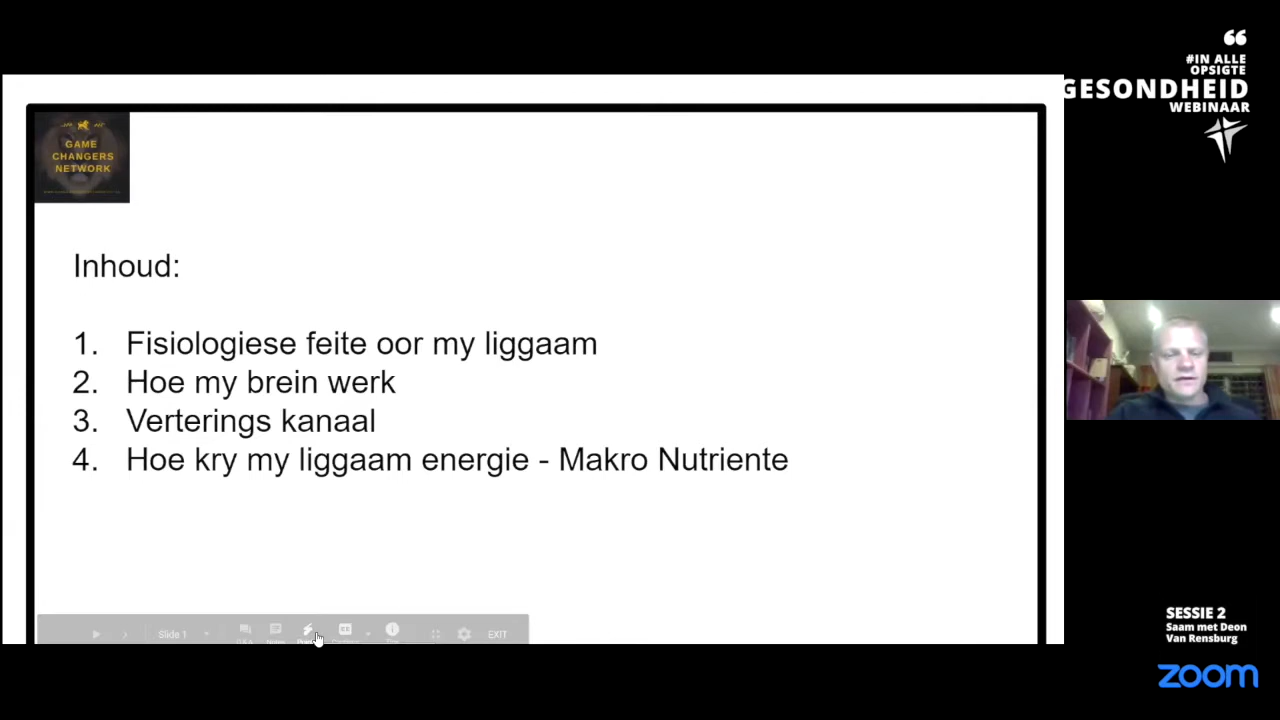 #IN ALLE
OPSIGTE
GESONDHEID
WEBINAAR
GAME
CHANGERS
NETWORK
Inhoud:
1. Fisiologiese feite oor my liggaam
2. Hoe my brein werk
3. Verterings kanaal
4. Hoe kry my liggaam energie - Makro Nutriente
Slide 1
EXIT
SESSIE 2
Saam met Deon
Van Rensburg
zoom